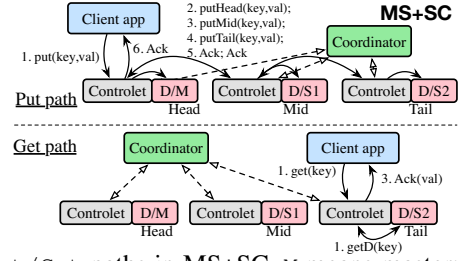 MS+SC
Client app
2. putHead(key,val);
3. putMid(key,val);
4. putTail(key,val);
5. Ack; Ack
Coordinator
1. put(key,val)
6. Ack
Controlet D/M
Controlet D/S1
Controlet D/S2
Put path
Head
Mid
Tail
Get path
Coordinator
Client app
1. get(key)
3. Ack(val)
Controlet D/M
Controlet D/S1
Controlet D/S2
Head
Mid
Tail
1. getD(key)